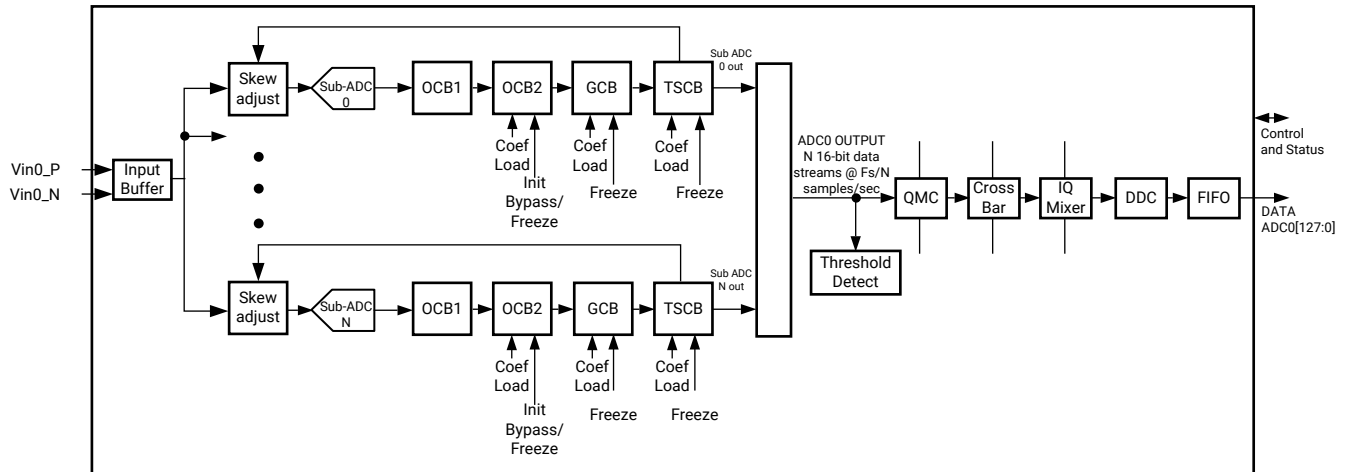 Vin0_P
Vin0_N
Input
Buffer
Skew
adjust
Sub-ADC
0
OCB1
OCB2
GCB
TSCB
Sub ADC
0 out
Coef
Load
Init
Bypass/
Freeze
Coef
Load
Freeze
Coef
Load
Freeze
Skew
adjust
Sub-ADC
N
OCB1
OCB2
GCB
TSCB
Sub ADC
N out
Coef
Load
Init
Bypass/
Freeze
Coef
Load
Freeze
Coef
Load
Freeze
ADC0 OUTPUT
N 16-bit data
streams @ Fs/N
samples/sec
Threshold
Detect
QMC
Cross
Bar
IQ
Mixer
DDC
FIFO
Control
and Status
DATA
ADC0[127:0]